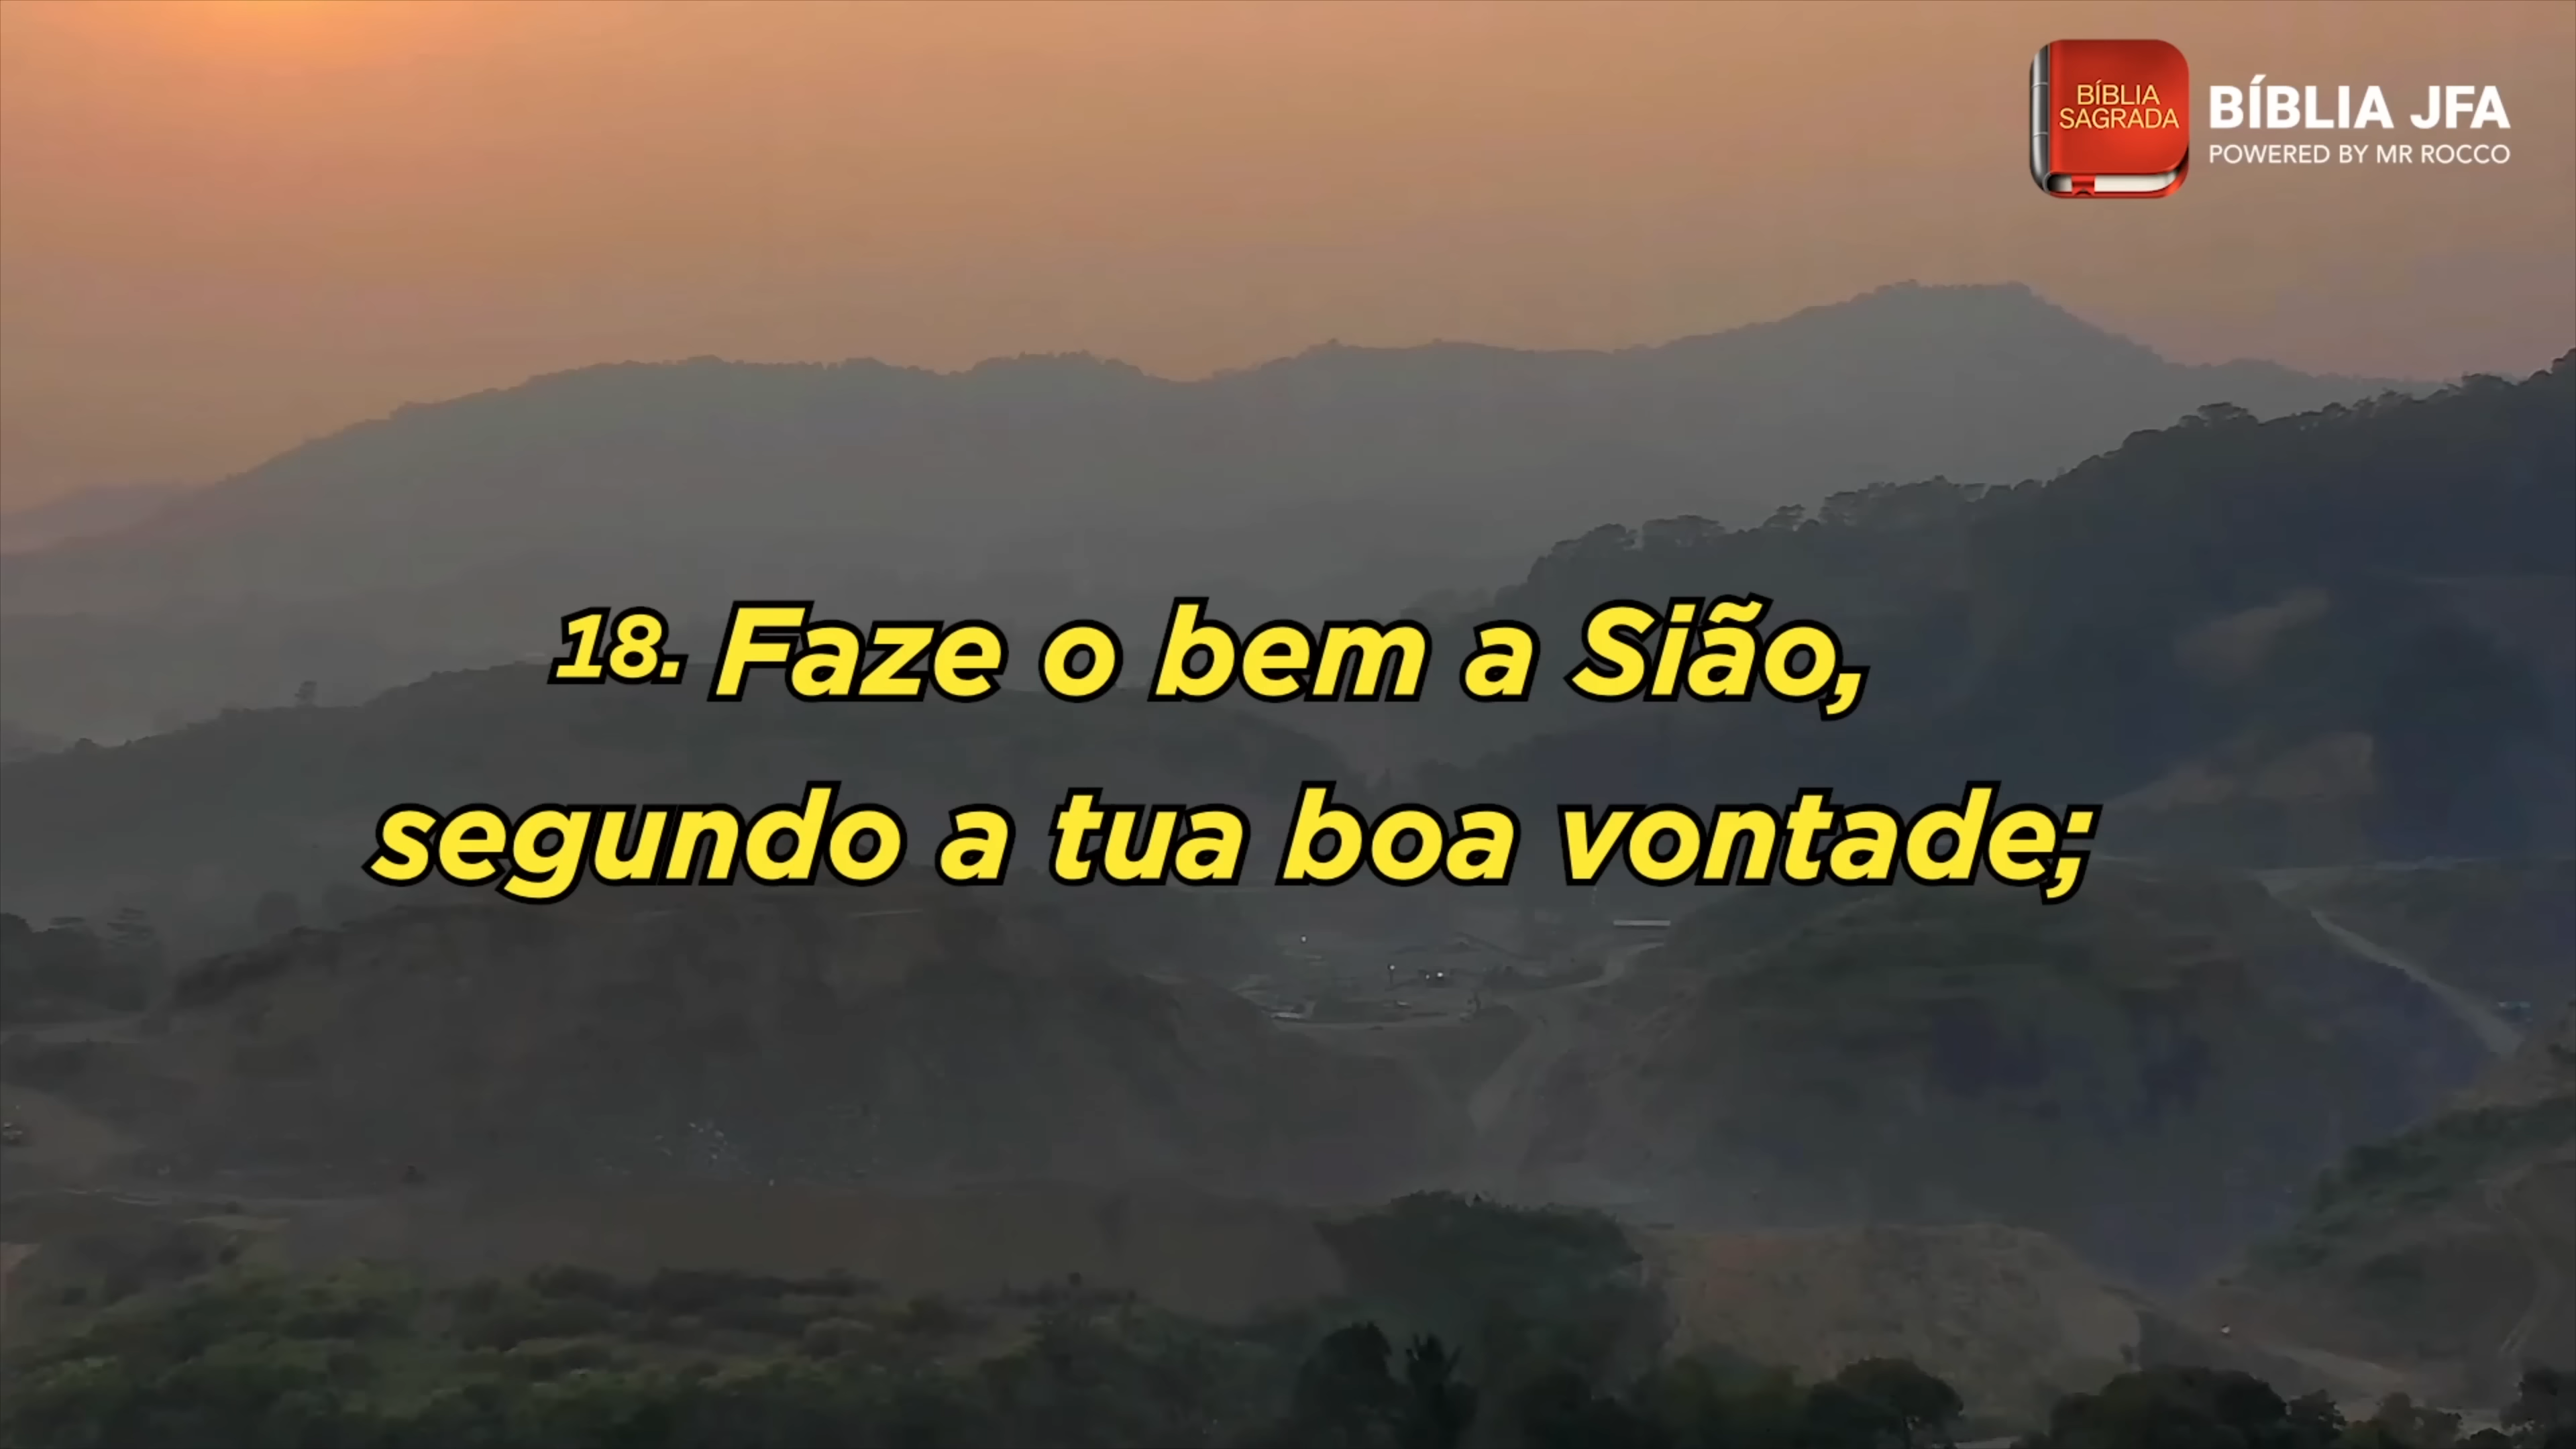 BÍBLIA
SAGRADA
BÍBLIA JFA
POWERED BY MR ROCCO
18. Faze o bem a Sião,
segundo a tua boa vontade;